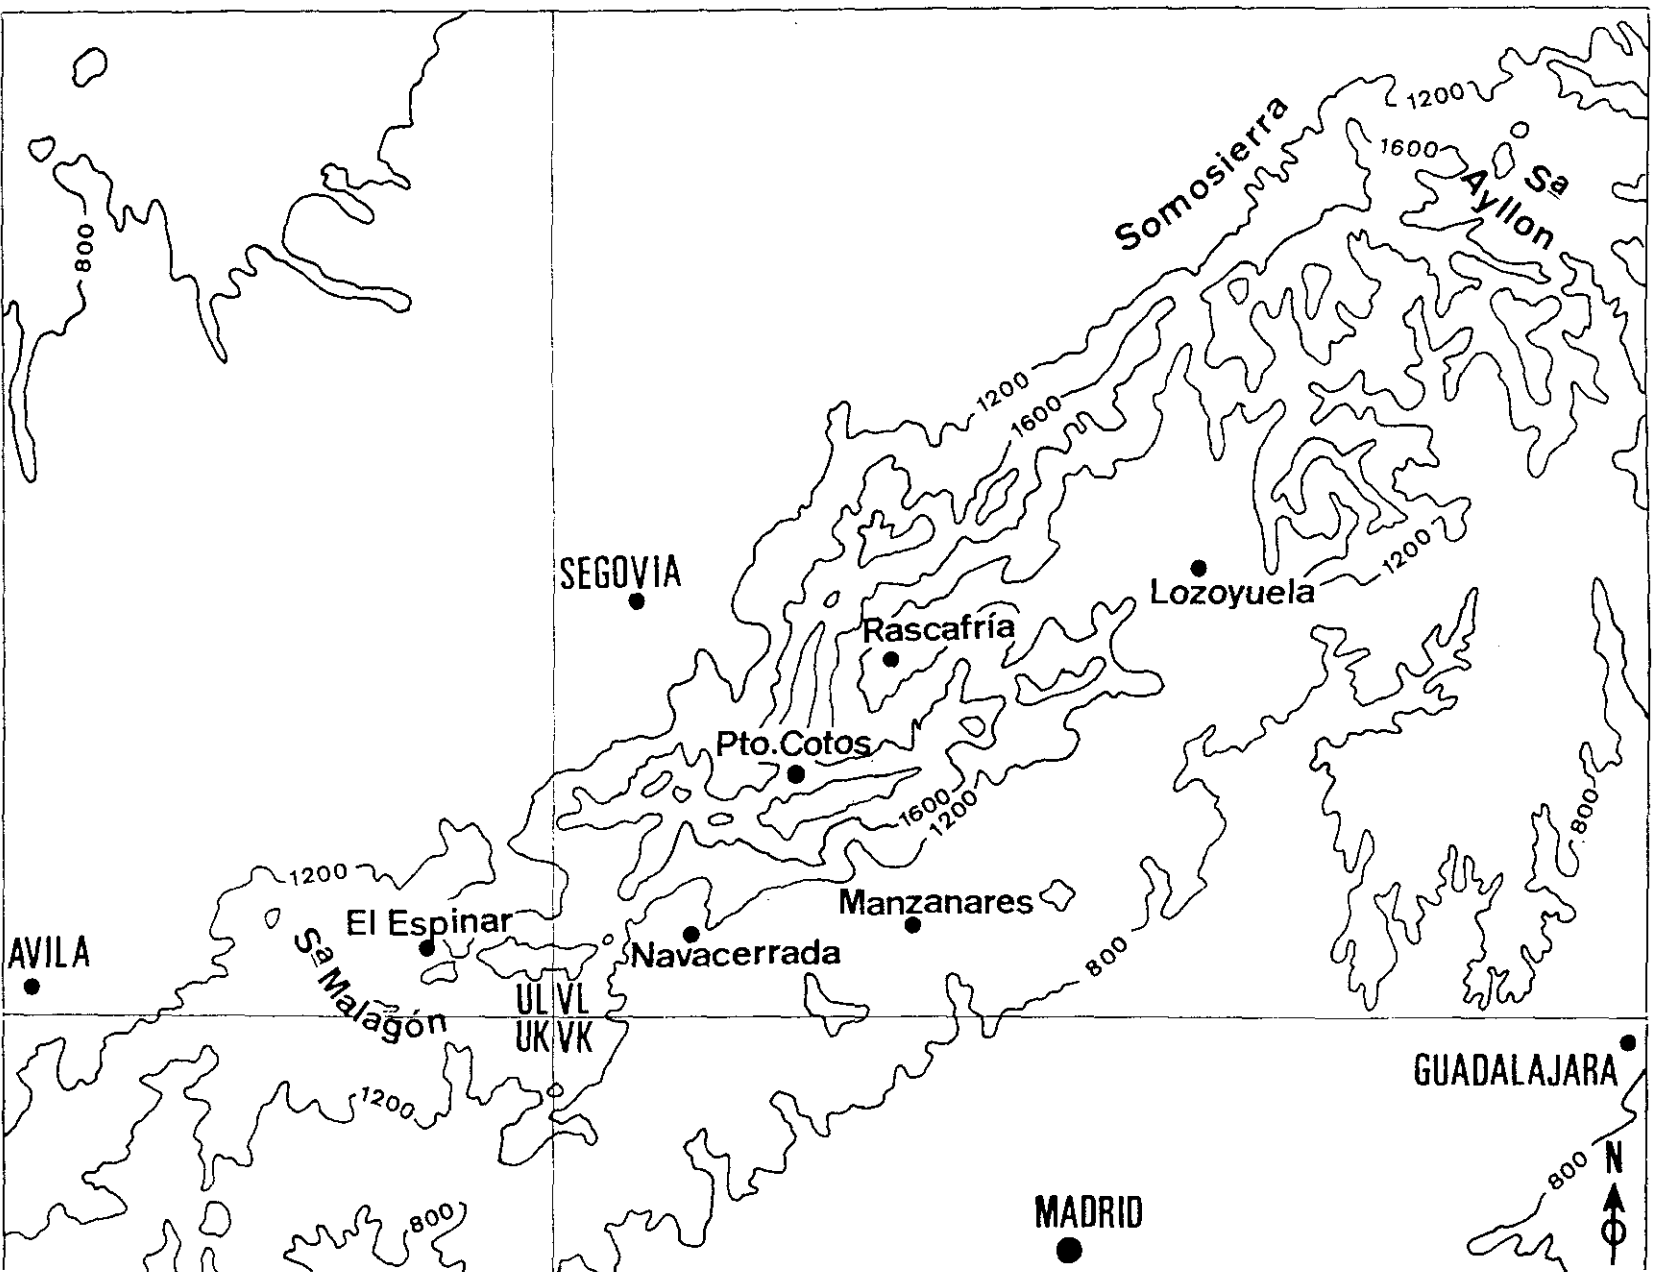 1200
1600
Somosierra
Sª
Ayllon
800
1200
1600
SEGOVIA
1200
Lozoyuela
Rascafría
Pto.Cotos
1600
1200
800
1200
El Espinar
Manzanares
AVILA
Navacerrada
800
Sª Malagón
UL VL
UK VK
GUADALAJARA
1200
N
800
800
MADRID